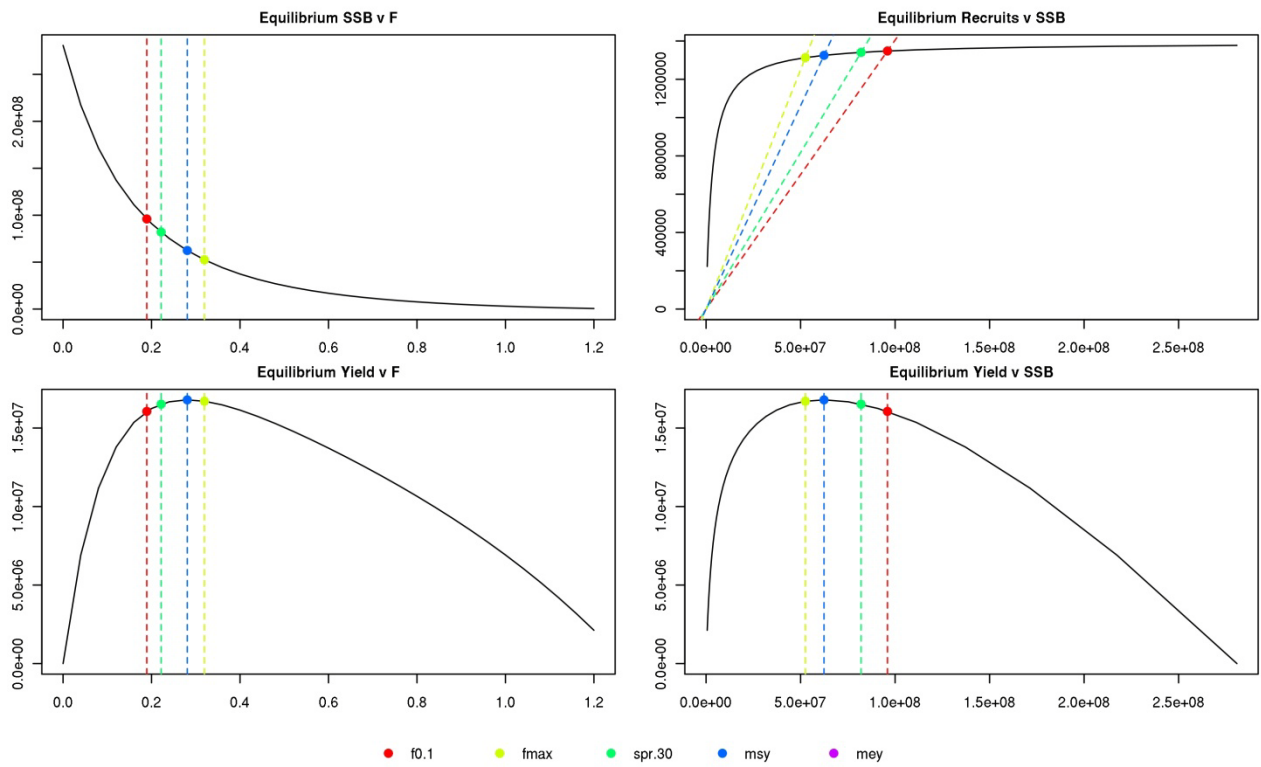 Equilibrium SSB v F
0.0e+00 1.0e+08 2.0e+08
0.0 0.2 0.4 0.6 0.8 1.0 1.2
Equilibrium Recruits v SSB
0 400000 800000 1200000
0.0e+00 5.0e+07 1.0e+08 1.5e+08 2.0e+08 2.5e+08
Equilibrium Yield v F
0.0e+00 5.0e+06 1.0e+07 1.5e+07
0.0 0.2 0.4 0.6 0.8 1.0 1.2
Equilibrium Yield v SSB
0.0e+00 5.0e+06 1.0e+07 1.5e+07
0.0e+00 5.0e+07 1.0e+08 1.5e+08 2.0e+08 2.5e+08
f0.1 fmax spr.30 msy mey